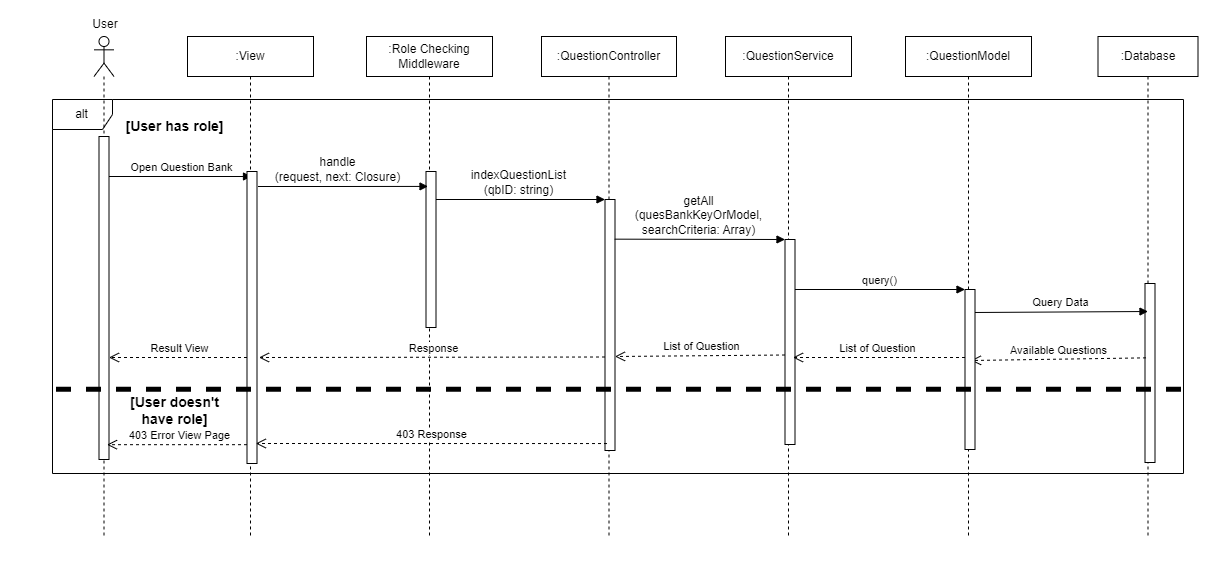 User
:View
:Role Checking
Middleware
:QuestionController
:QuestionService
:QuestionModel
:Database
alt
[User has role]
Open Question Bank
handle
(request, next: Closure)
indexQuestionList
(qbID: string)
getAll
(quesBankKeyOrModel,
searchCriteria: Array)
query()
Query Data
Result View
Response
List of Question
List of Question
Available Questions
[User doesn't
have role]
403 Error View Page
403 Response